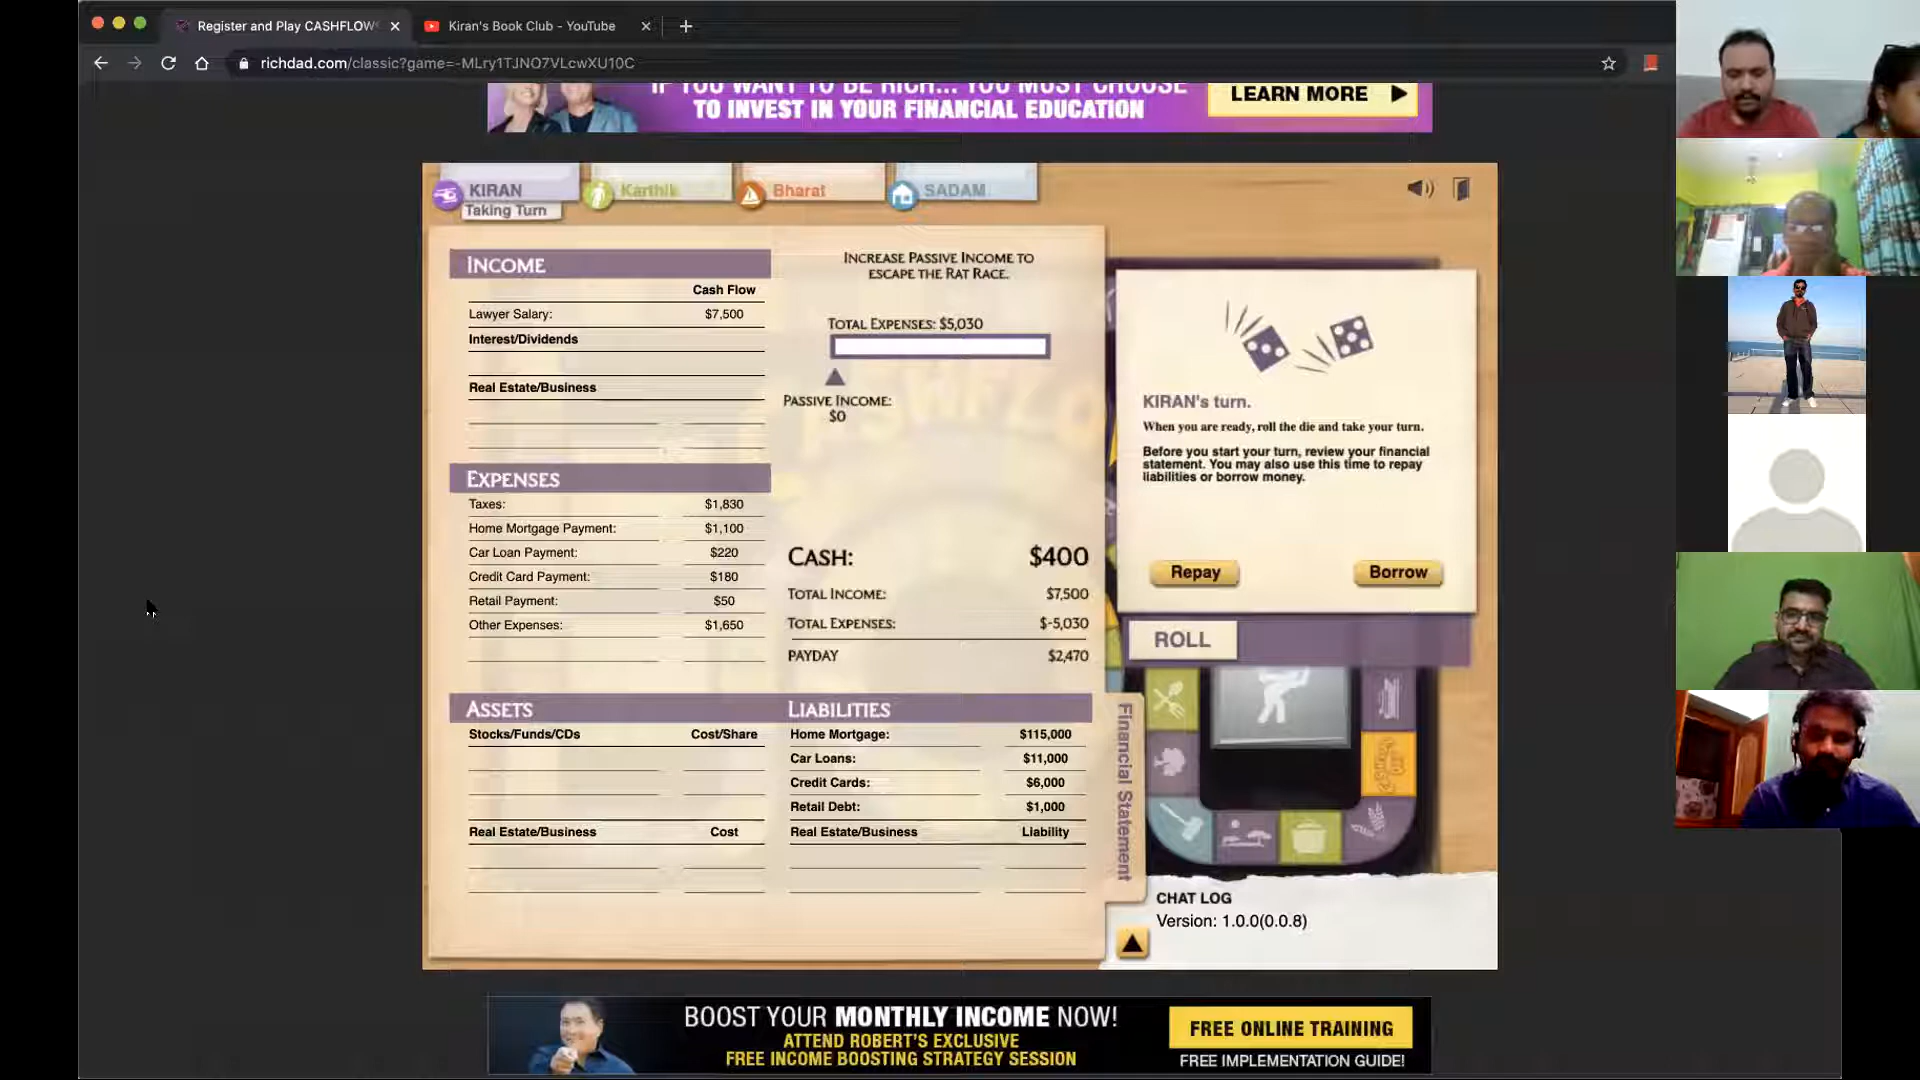 Register and Play CASHFLOW
Kiran's Book Club - YouTube
richdad.com/classic?game=-MLry1TJNO7VLcwXU10C
IF YOU WANT TO BE RICH... YOU MUST CHOOSE
TO INVEST IN YOUR FINANCIAL EDUCATION
LEARN MORE
KIRAN
Taking Turn
Karthik
Bharat
SADAM
INCOME
Cash Flow
Lawyer Salary: $7,500
Interest/Dividends
Real Estate/Business
EXPENSES
Taxes: $1,830
Home Mortgage Payment: $1,100
Car Loan Payment: $220
Credit Card Payment: $180
Retail Payment: $50
Other Expenses: $1,650
INCREASE PASSIVE INCOME TO
ESCAPE THE RAT RACE.
TOTAL EXPENSES: $5,030
PASSIVE INCOME:
$0
CASH: $400
TOTAL INCOME: $7,500
TOTAL EXPENSES: $-5,030
PAYDAY $2,470
ASSETS
Stocks/Funds/CDs Cost/Share
Real Estate/Business Cost
LIABILITIES
Home Mortgage: $115,000
Car Loans: $11,000
Credit Cards: $6,000
Retail Debt: $1,000
Real Estate/Business Liability
Financial Statement
KIRAN's turn.
When you are ready, roll the die and take your turn.
Before you start your turn, review your financial
statement. You may also use this time to repay
liabilities or borrow money.
Repay
Borrow
ROLL
CHAT LOG
Version: 1.0.0(0.0.8)
BOOST YOUR MONTHLY INCOME NOW!
ATTEND ROBERT'S EXCLUSIVE
FREE INCOME BOOSTING STRATEGY SESSION
FREE ONLINE TRAINING
FREE IMPLEMENTATION GUIDE!